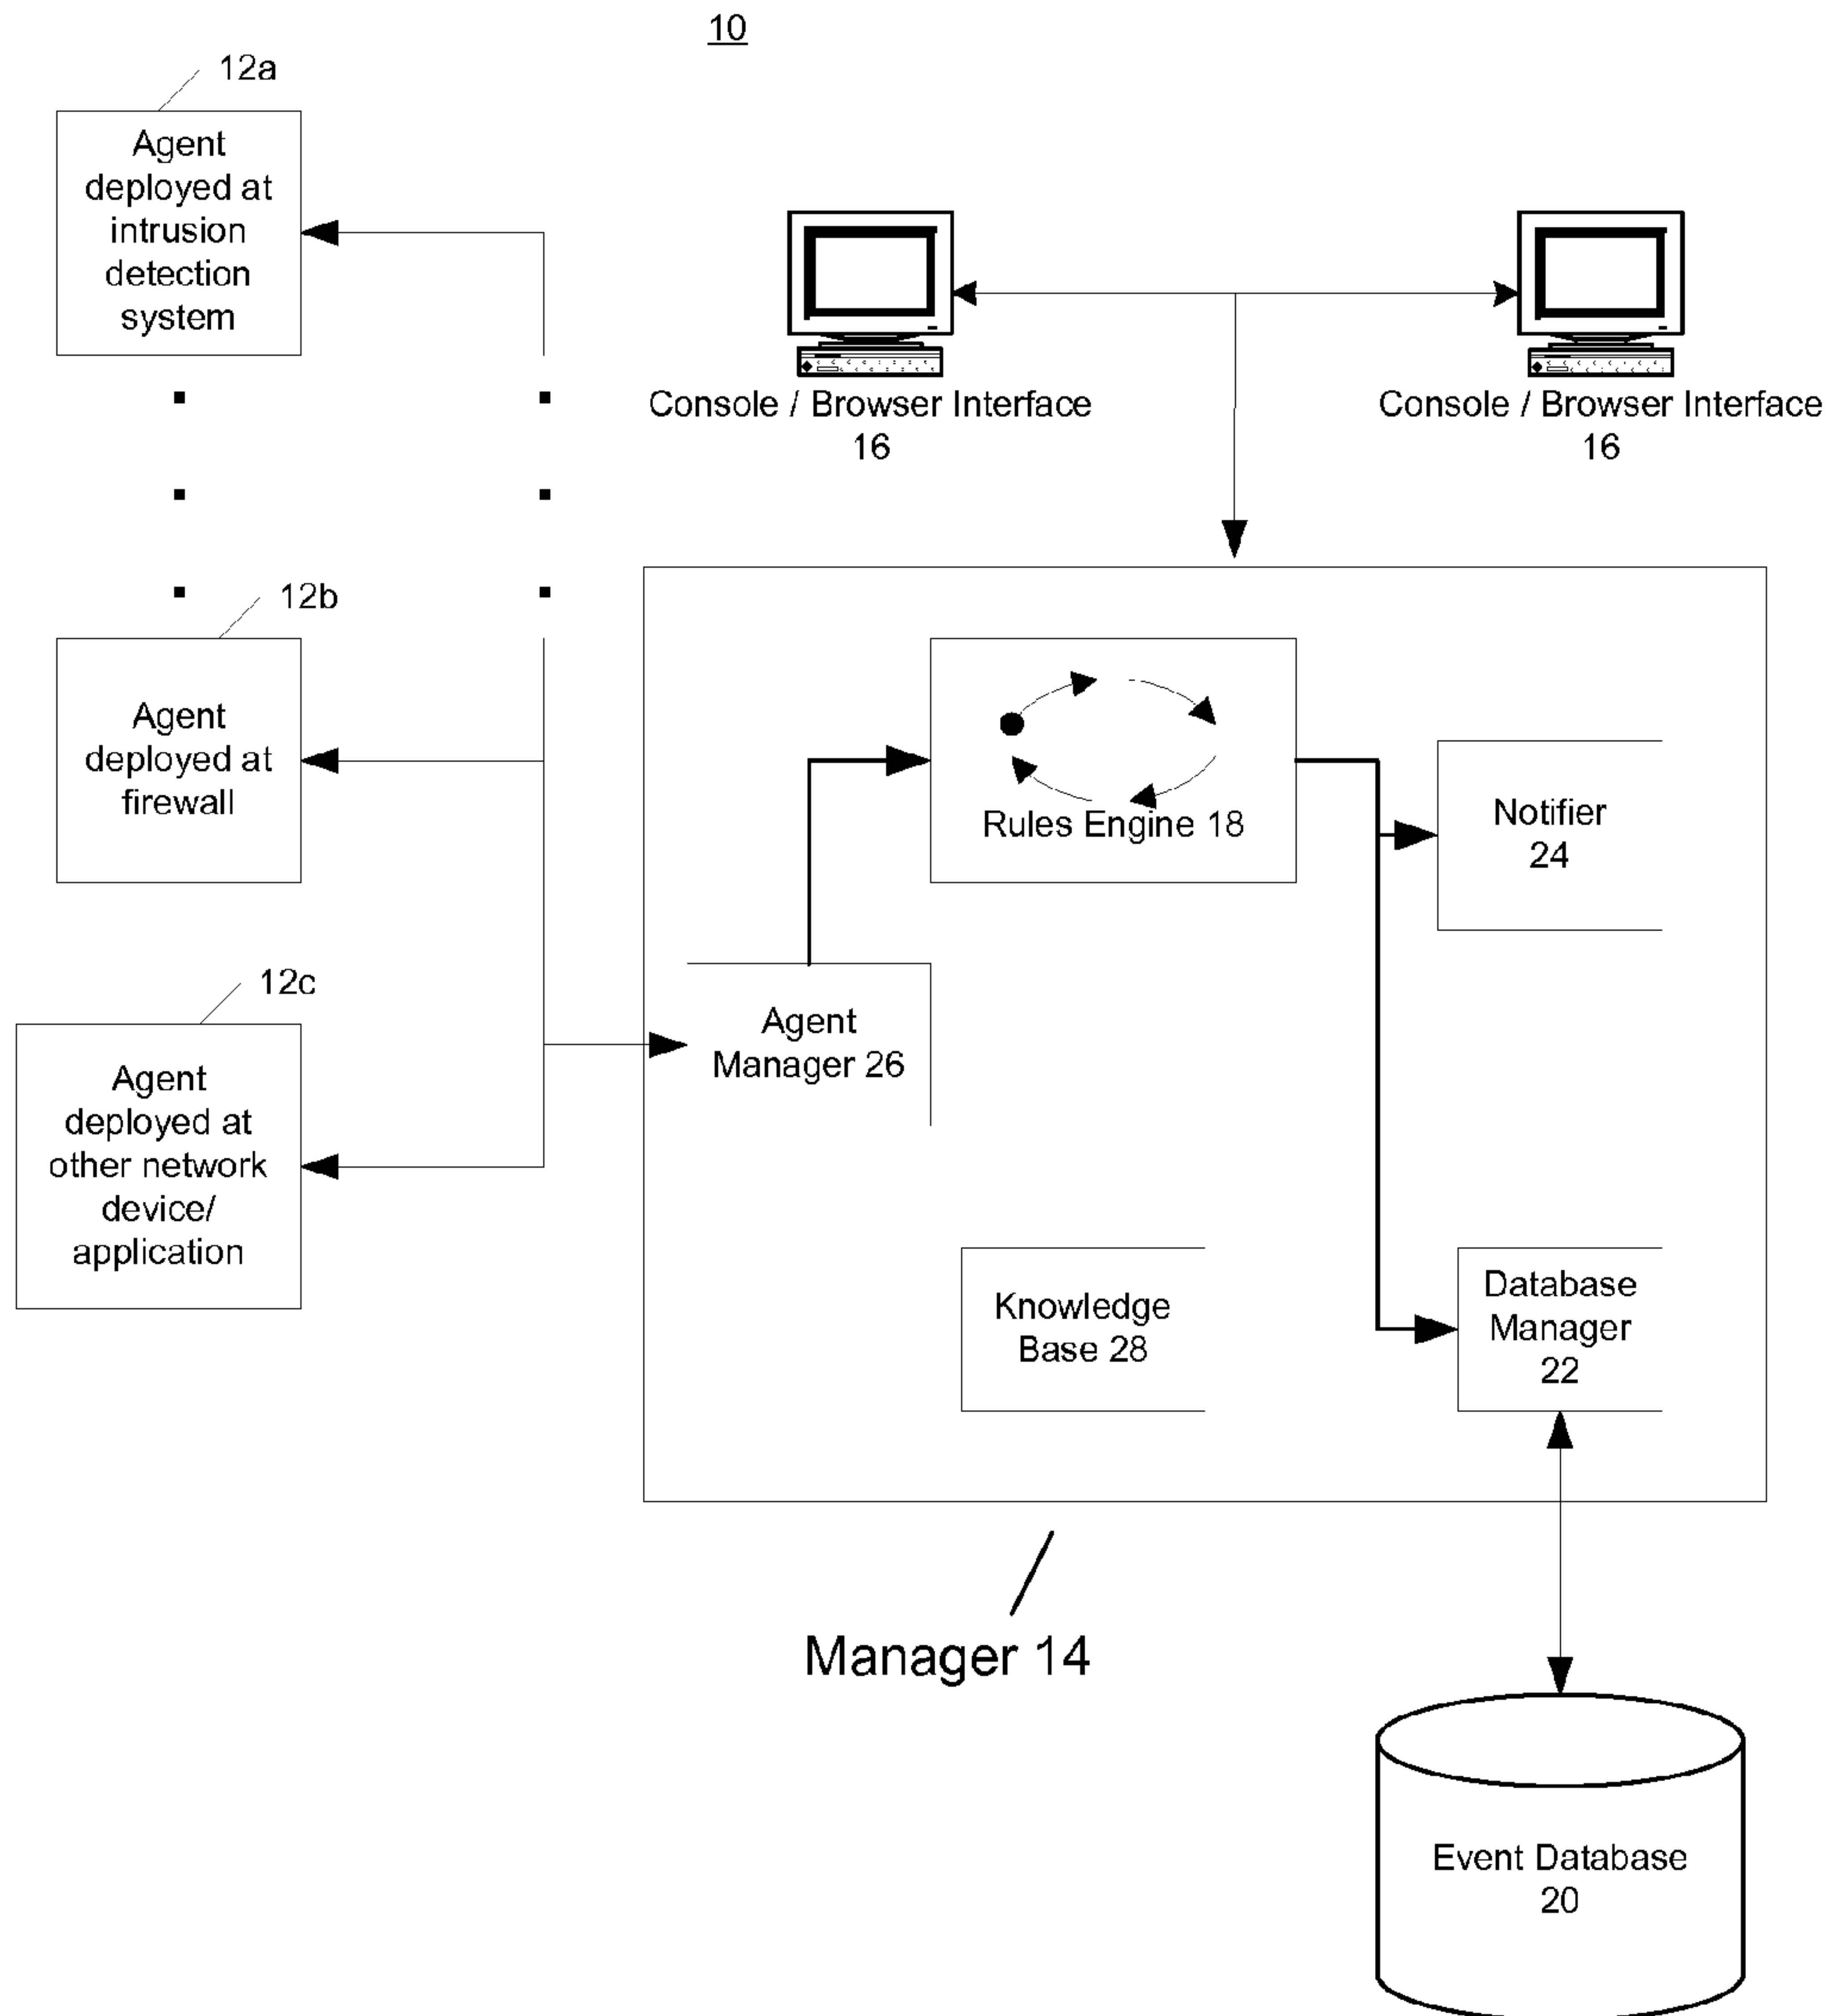 10
12a
Agent
deployed at
intrusion
detection
system
Console / Browser Interface
16
Console / Browser Interface
16
12b
Agent
deployed at
firewall
Rules Engine 18
Notifier
24
12c
Agent
deployed at
other network
device/
application
Agent
Manager 26
Knowledge
Base 28
Database
Manager
22
Manager 14
Event Database
20